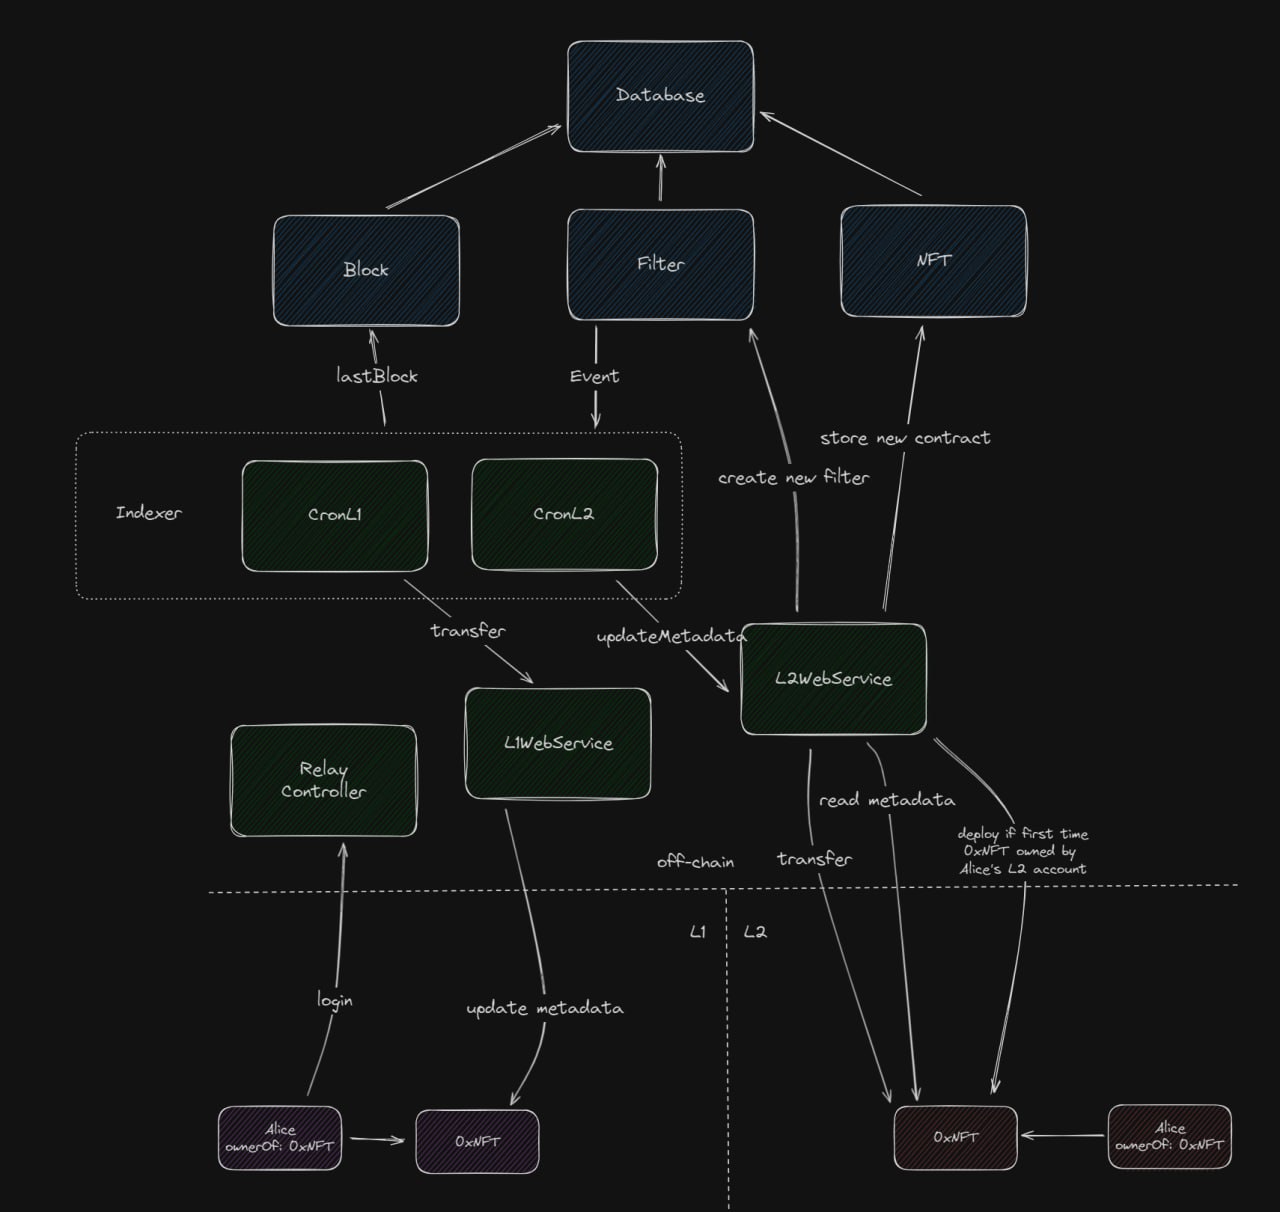 Database
Block
Filter
NFT
lastBlock
Event
store new contract
create new filter
Indexer
CronL1
CronL2
transfer
updateMetadata
L2WebService
L1WebService
Relay
Controller
read metadata
deploy if first time
0xNFT owned by
Alice's L2 account
off-chain
transfer
L1
L2
login
update metadata
Alice
ownerOf: 0xNFT
0xNFT
0xNFT
Alice
ownerOf: 0xNFT